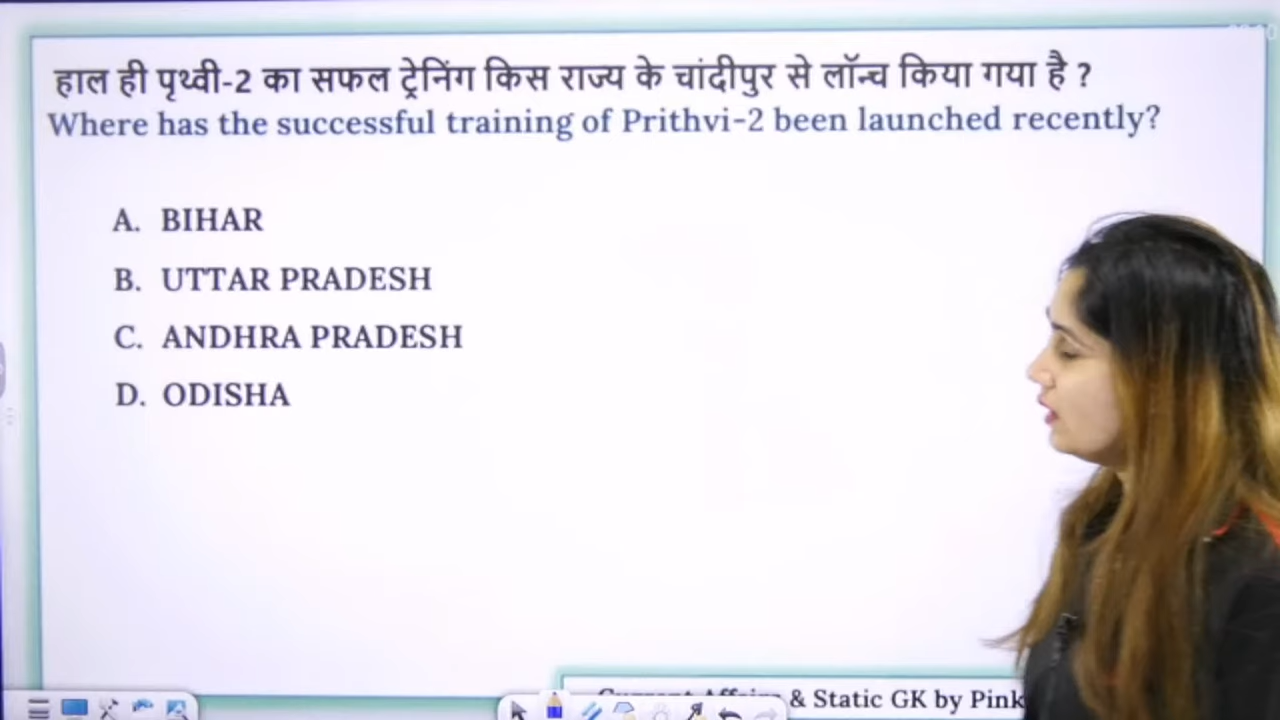 हाल ही पृथ्वी-2 का सफल ट्रेनिंग किस राज्य के चांदीपुर से लॉन्च किया गया है ?
Where has the successful training of Prithvi-2 been launched recently?
A. BIHAR
B. UTTAR PRADESH
C. ANDHRA PRADESH
D. ODISHA
& Static GK by Pink